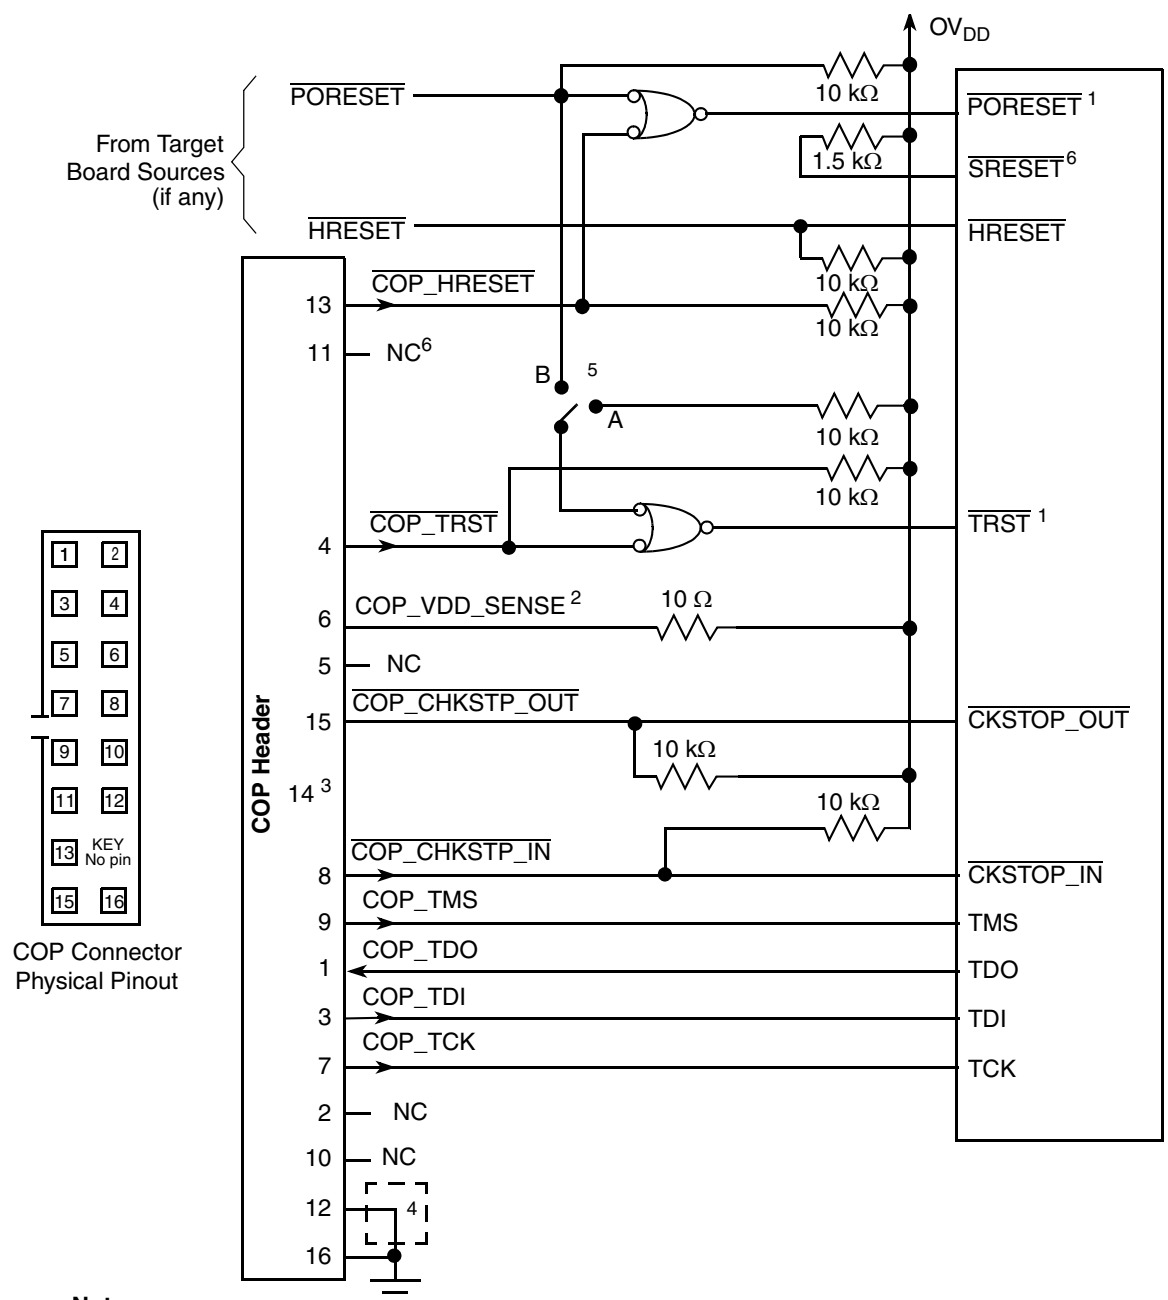 OVDD
PORESET
10 kΩ
PORESET 1
From Target
Board Sources
(if any)
1.5 kΩ
SRESET6
HRESET
HRESET
10 kΩ
13
COP_HRESET
10 kΩ
11
NC6
B
5
A
10 kΩ
10 kΩ
4
COP_TRST
TRST 1
6
COP_VDD_SENSE 2
10 Ω
5
NC
15
COP_CHKSTP_OUT
CKSTOP_OUT
10 kΩ
COP Header
14 3
10 kΩ
8
COP_CHKSTP_IN
CKSTOP_IN
9
COP_TMS
TMS
1
COP_TDO
TDO
3
COP_TDI
TDI
7
COP_TCK
TCK
2
NC
10
NC
12
4
16
1 2
3 4
5 6
7 8
9 10
11 12
13 KEY
No pin
15 16
COP Connector
Physical Pinout